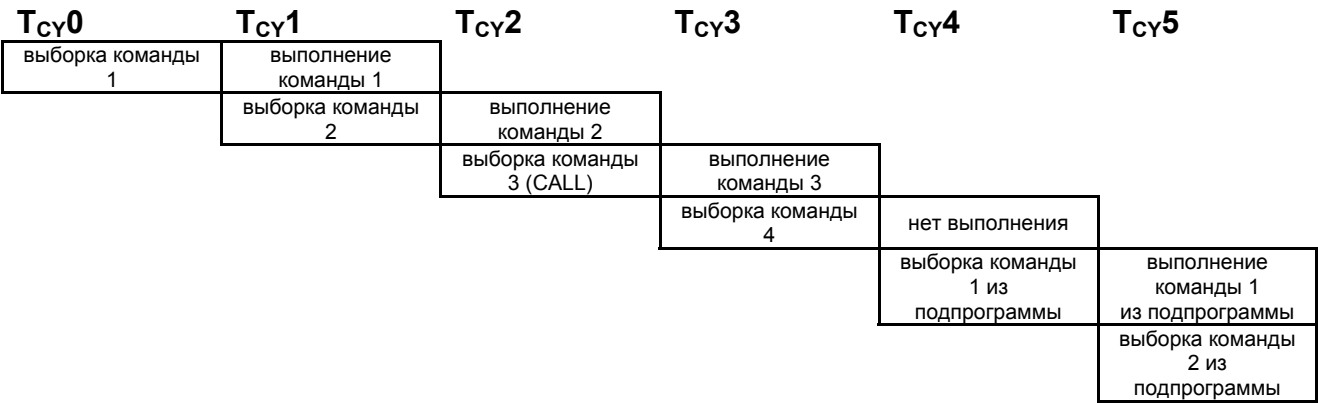 TCY0 TCY1 TCY2 TCY3 TCY4 TCY5
выборка команды
1
выполнение
команды 1
выборка команды
2
выполнение
команды 2
выборка команды
3 (CALL)
выполнение
команды 3
выборка команды
4
нет выполнения
выборка команды
1 из
подпрограммы
выполнение
команды 1
из подпрограммы
выборка команды
2 из
подпрограммы